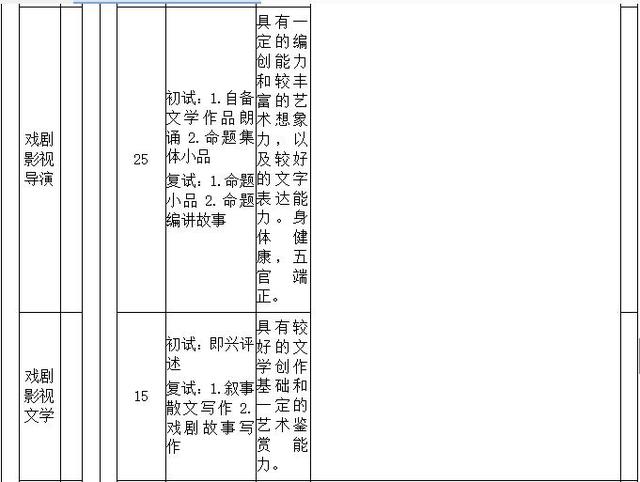 戏剧
影视
导演
25
初试：1.自备
文学作品朗
诵 2.命题集
体小品
复试：1.命题
小品 2.命题
编讲故事
具有一
定的编
创能力
和较丰
富的艺
术想象
力，以
及较好
的文字
表达能
力。身
体健
康，五
官端
正。
戏剧
影视
文学
15
初试：即兴评
述
复试：1.叙事
散文写作 2.
戏剧故事写
作
具有较
好的文
学创作
基础和
一定的
艺术鉴
赏能
力。